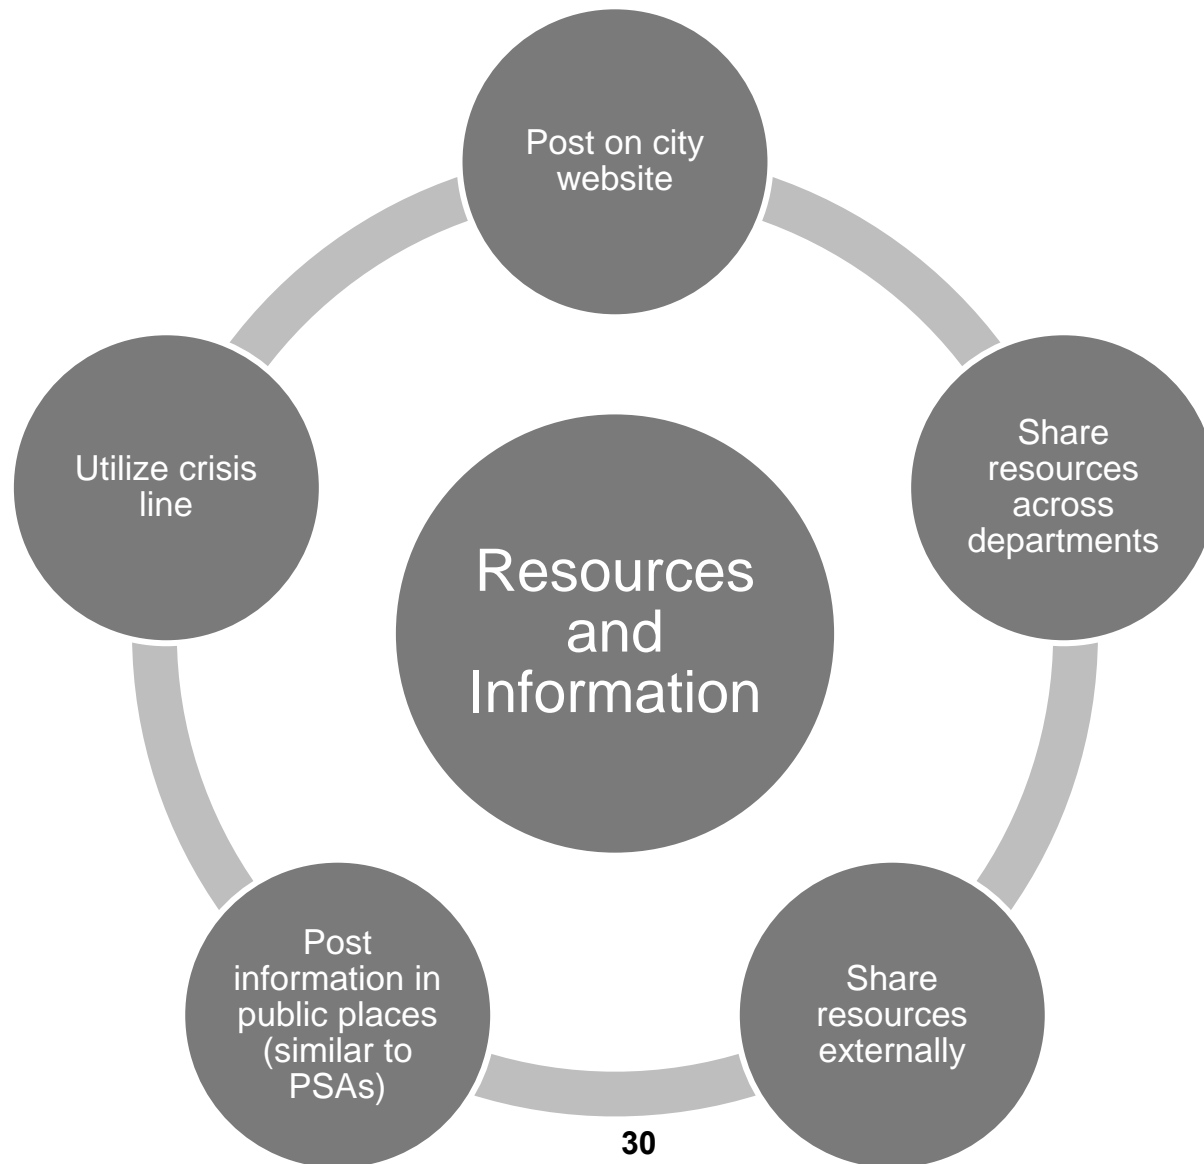 Post on city
website
Share
resources
across
departments
Share
resources
externally
Post
information in
public places
(similar to
PSAs)
Utilize crisis
line
Resources
and
Information
30